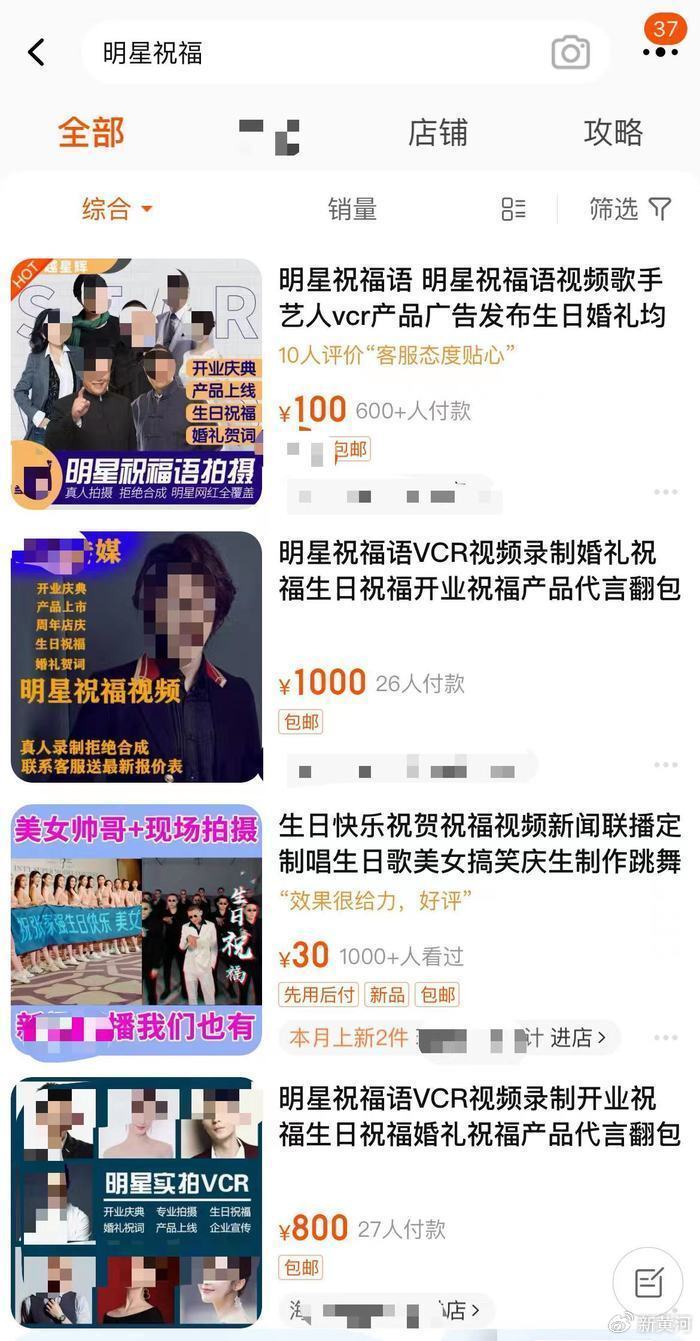 37
明星祝福
全部
店铺
攻略
综合
销量
筛选
HOT
越星辉
STAR
开业庆典
产品上线
生日祝福
婚礼贺词
明星祝福语拍摄
真人拍摄 拒绝合成 明星网红全覆盖
明星祝福语 明星祝福语视频歌手
艺人vcr产品广告发布生日婚礼均
10人评价“客服态度贴心”
¥100 600+人付款
包邮
媒
开业庆典
产品上市
周年店庆
生日祝福
婚礼贺词
明星祝福视频
真人录制拒绝合成
联系客服送最新报价表
明星祝福语VCR视频录制婚礼祝
福生日祝福开业祝福产品代言翻包
¥1000 26人付款
包邮
美女帅哥+现场拍摄
祝张家强生日快乐 美女
生日祝福
播我们也有
生日快乐祝贺祝福视频新闻联播定
制唱生日歌美女搞笑庆生制作跳舞
“效果很给力，好评”
¥30 1000+人看过
先用后付 新品 包邮
本月上新2件 计 进店>
明星实拍VCR
开业庆典 专业拍摄 生日祝福
婚礼祝词 产品上线 企业宣传
明星祝福语VCR视频录制开业祝
福生日祝福婚礼祝福产品代言翻包
¥800 27人付款
包邮
店>
新黄河